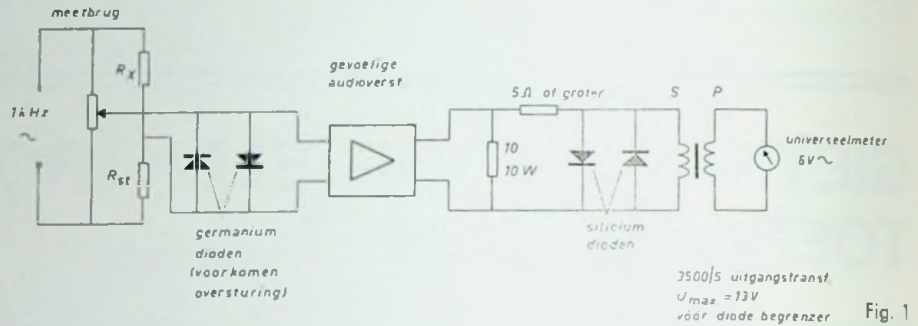 meetbrug
1kHz
~
Rx
Rst
germanium
dioden
(voorkomen
oversturing)
gevoelige
audioverst.
5Ω of groter
10
10W
silicium
dioden
S P
universeelmeter
6V~
3500/5 uitgangstransf.
Umax = 13V
vóór diode begrenzer
Fig. 1